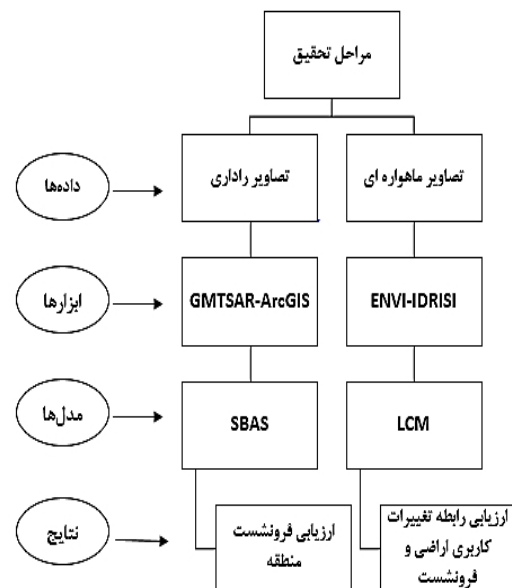 مراحل تحقیق
داده‌ها
تصاویر راداری
تصاویر ماهواره ای
ابزارها
GMTSAR-ArcGIS
ENVI-IDRISI
مدل‌ها
SBAS
LCM
نتایج
ارزیابی فرونشست
منطقه
ارزیابی رابطه تغییرات
کاربری اراضی و
فرونشست